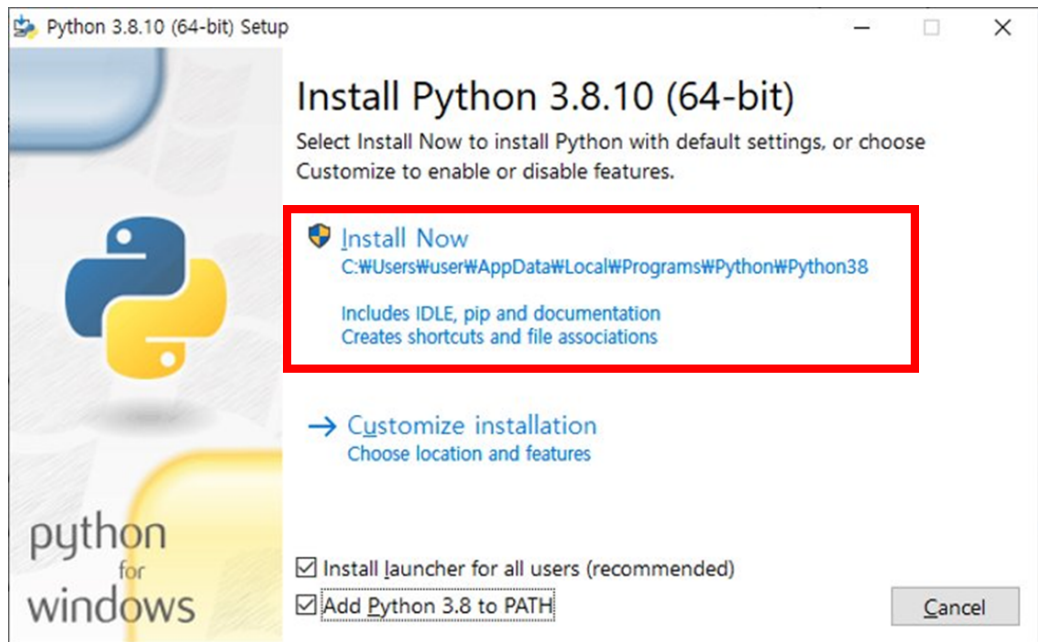 Python 3.8.10 (64-bit) Setup
Install Python 3.8.10 (64-bit)
Select Install Now to install Python with default settings, or choose
Customize to enable or disable features.
Install Now
C:₩Users₩user₩AppData₩Local₩Programs₩Python₩Python38
Includes IDLE, pip and documentation
Creates shortcuts and file associations
Customize installation
Choose location and features
python
for
windows
Install launcher for all users (recommended)
Add Python 3.8 to PATH
Cancel